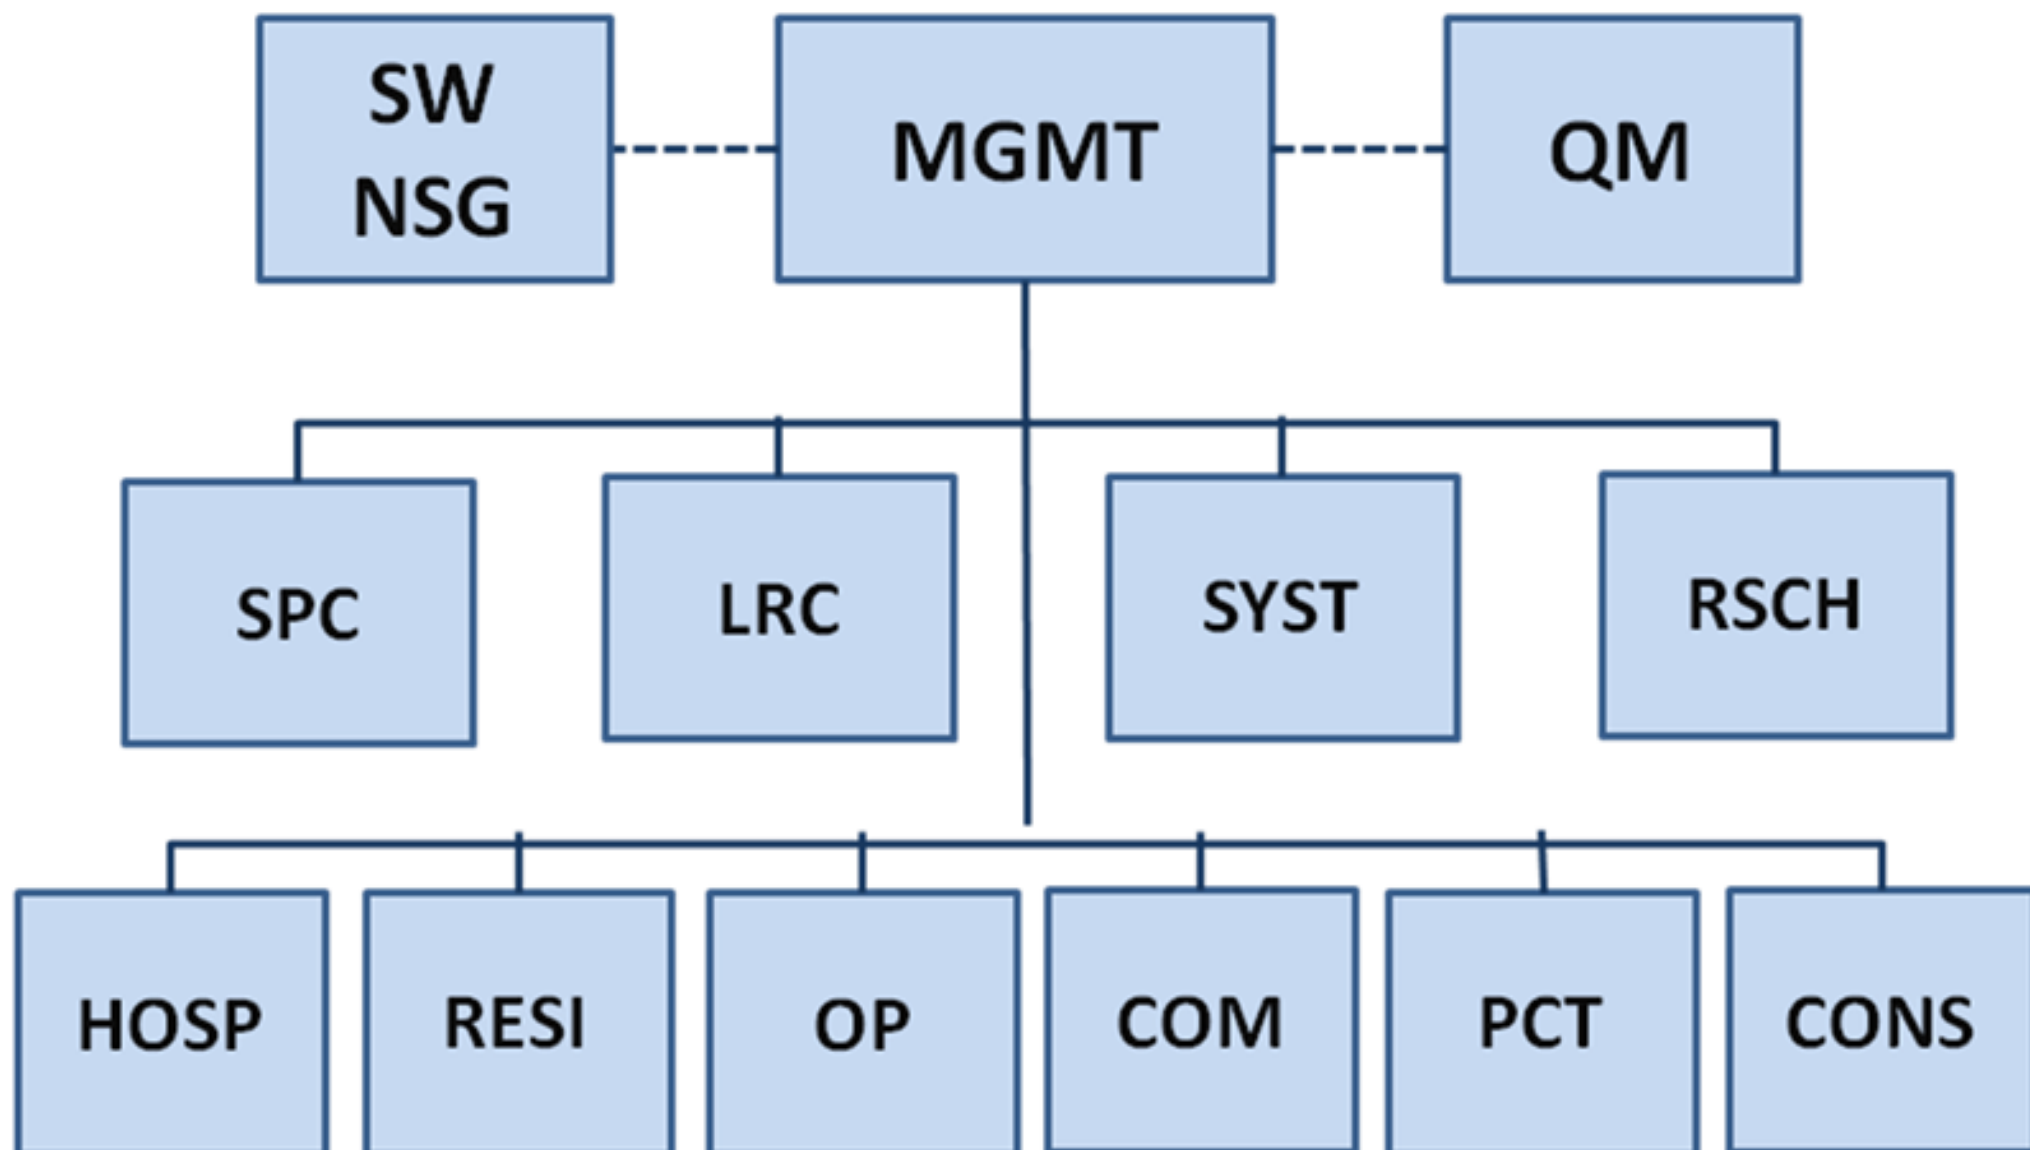 SW
NSG
MGMT
QM
SPC
LRC
SYST
RSCH
HOSP
RESI
OP
COM
PCT
CONS